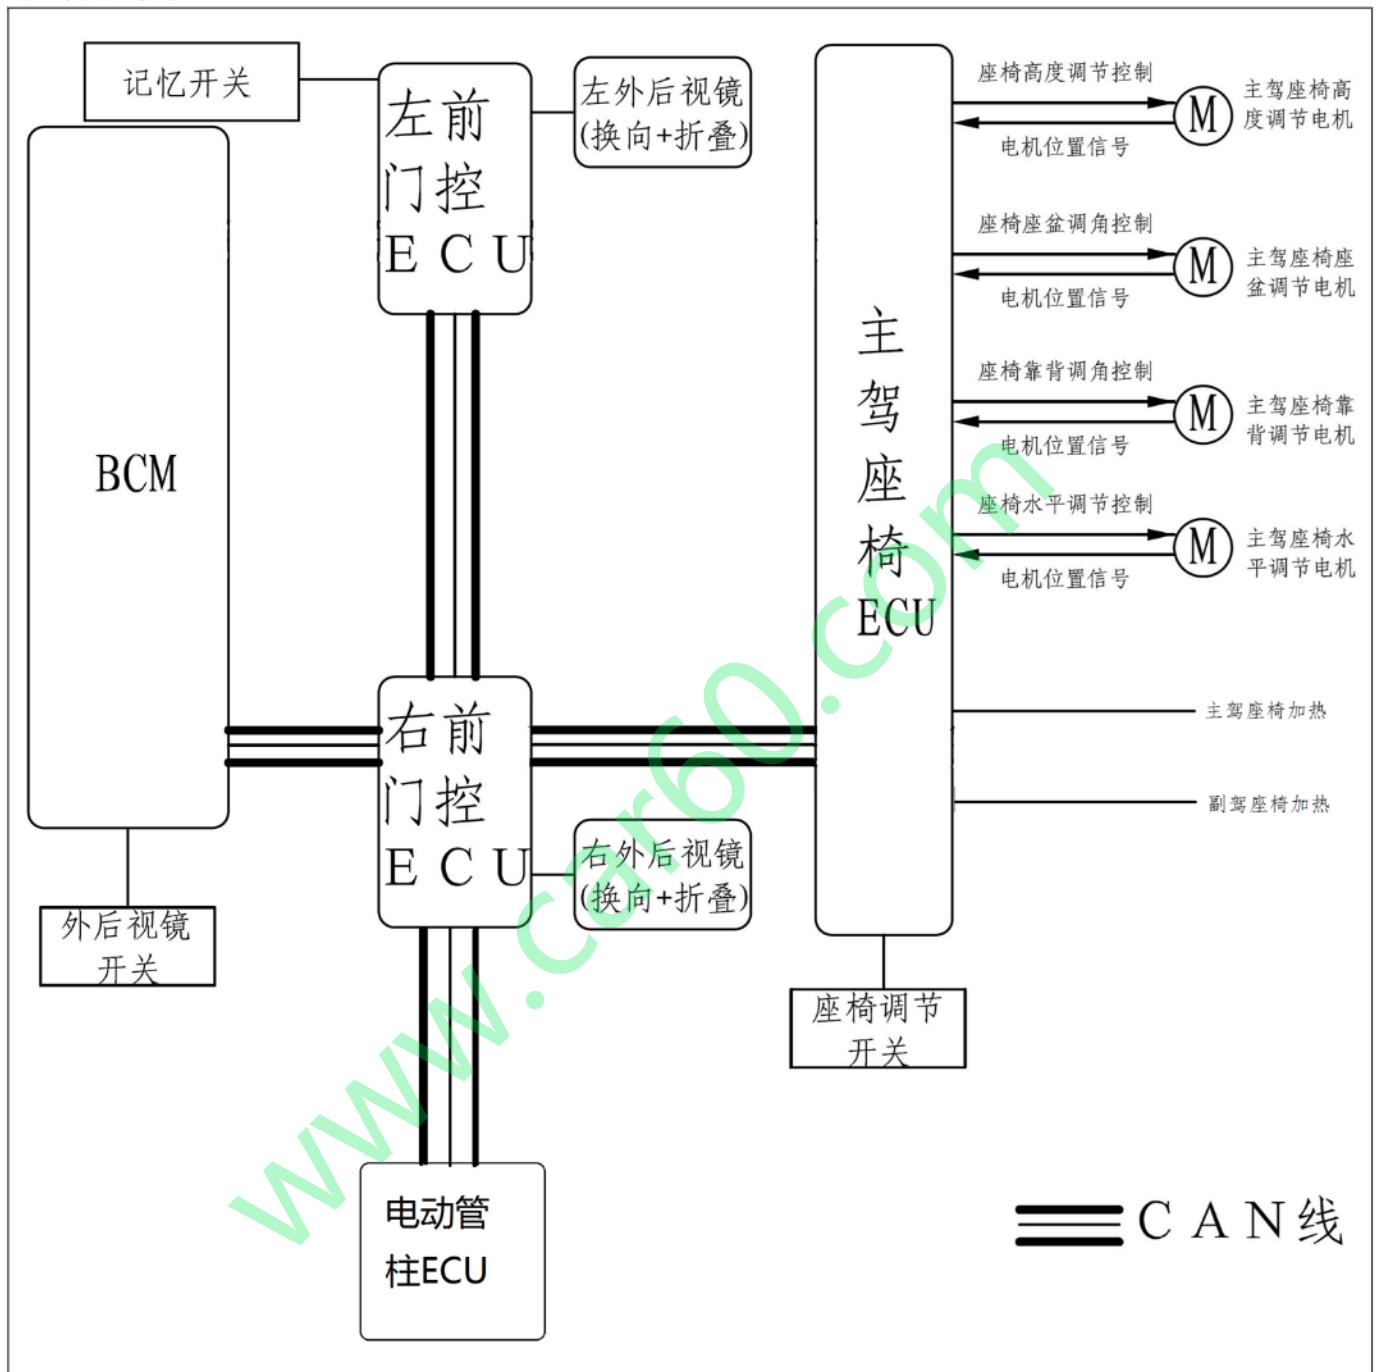 记忆开关
左前
门控
ECU
左外后视镜
(换向+折叠)
BCM
外后视镜
开关
右前
门控
ECU
右外后视镜
(换向+折叠)
电动管
柱ECU
主
驾
座
椅
ECU
座椅调节
开关
座椅高度调节控制
电机位置信号
M
主驾座椅高
度调节电机
座椅座盆调角控制
电机位置信号
M
主驾座椅座
盆调节电机
座椅靠背调角控制
电机位置信号
M
主驾座椅靠
背调节电机
座椅水平调节控制
电机位置信号
M
主驾座椅水
平调节电机
主驾座椅加热
副驾座椅加热
CAN线
www.car60.com